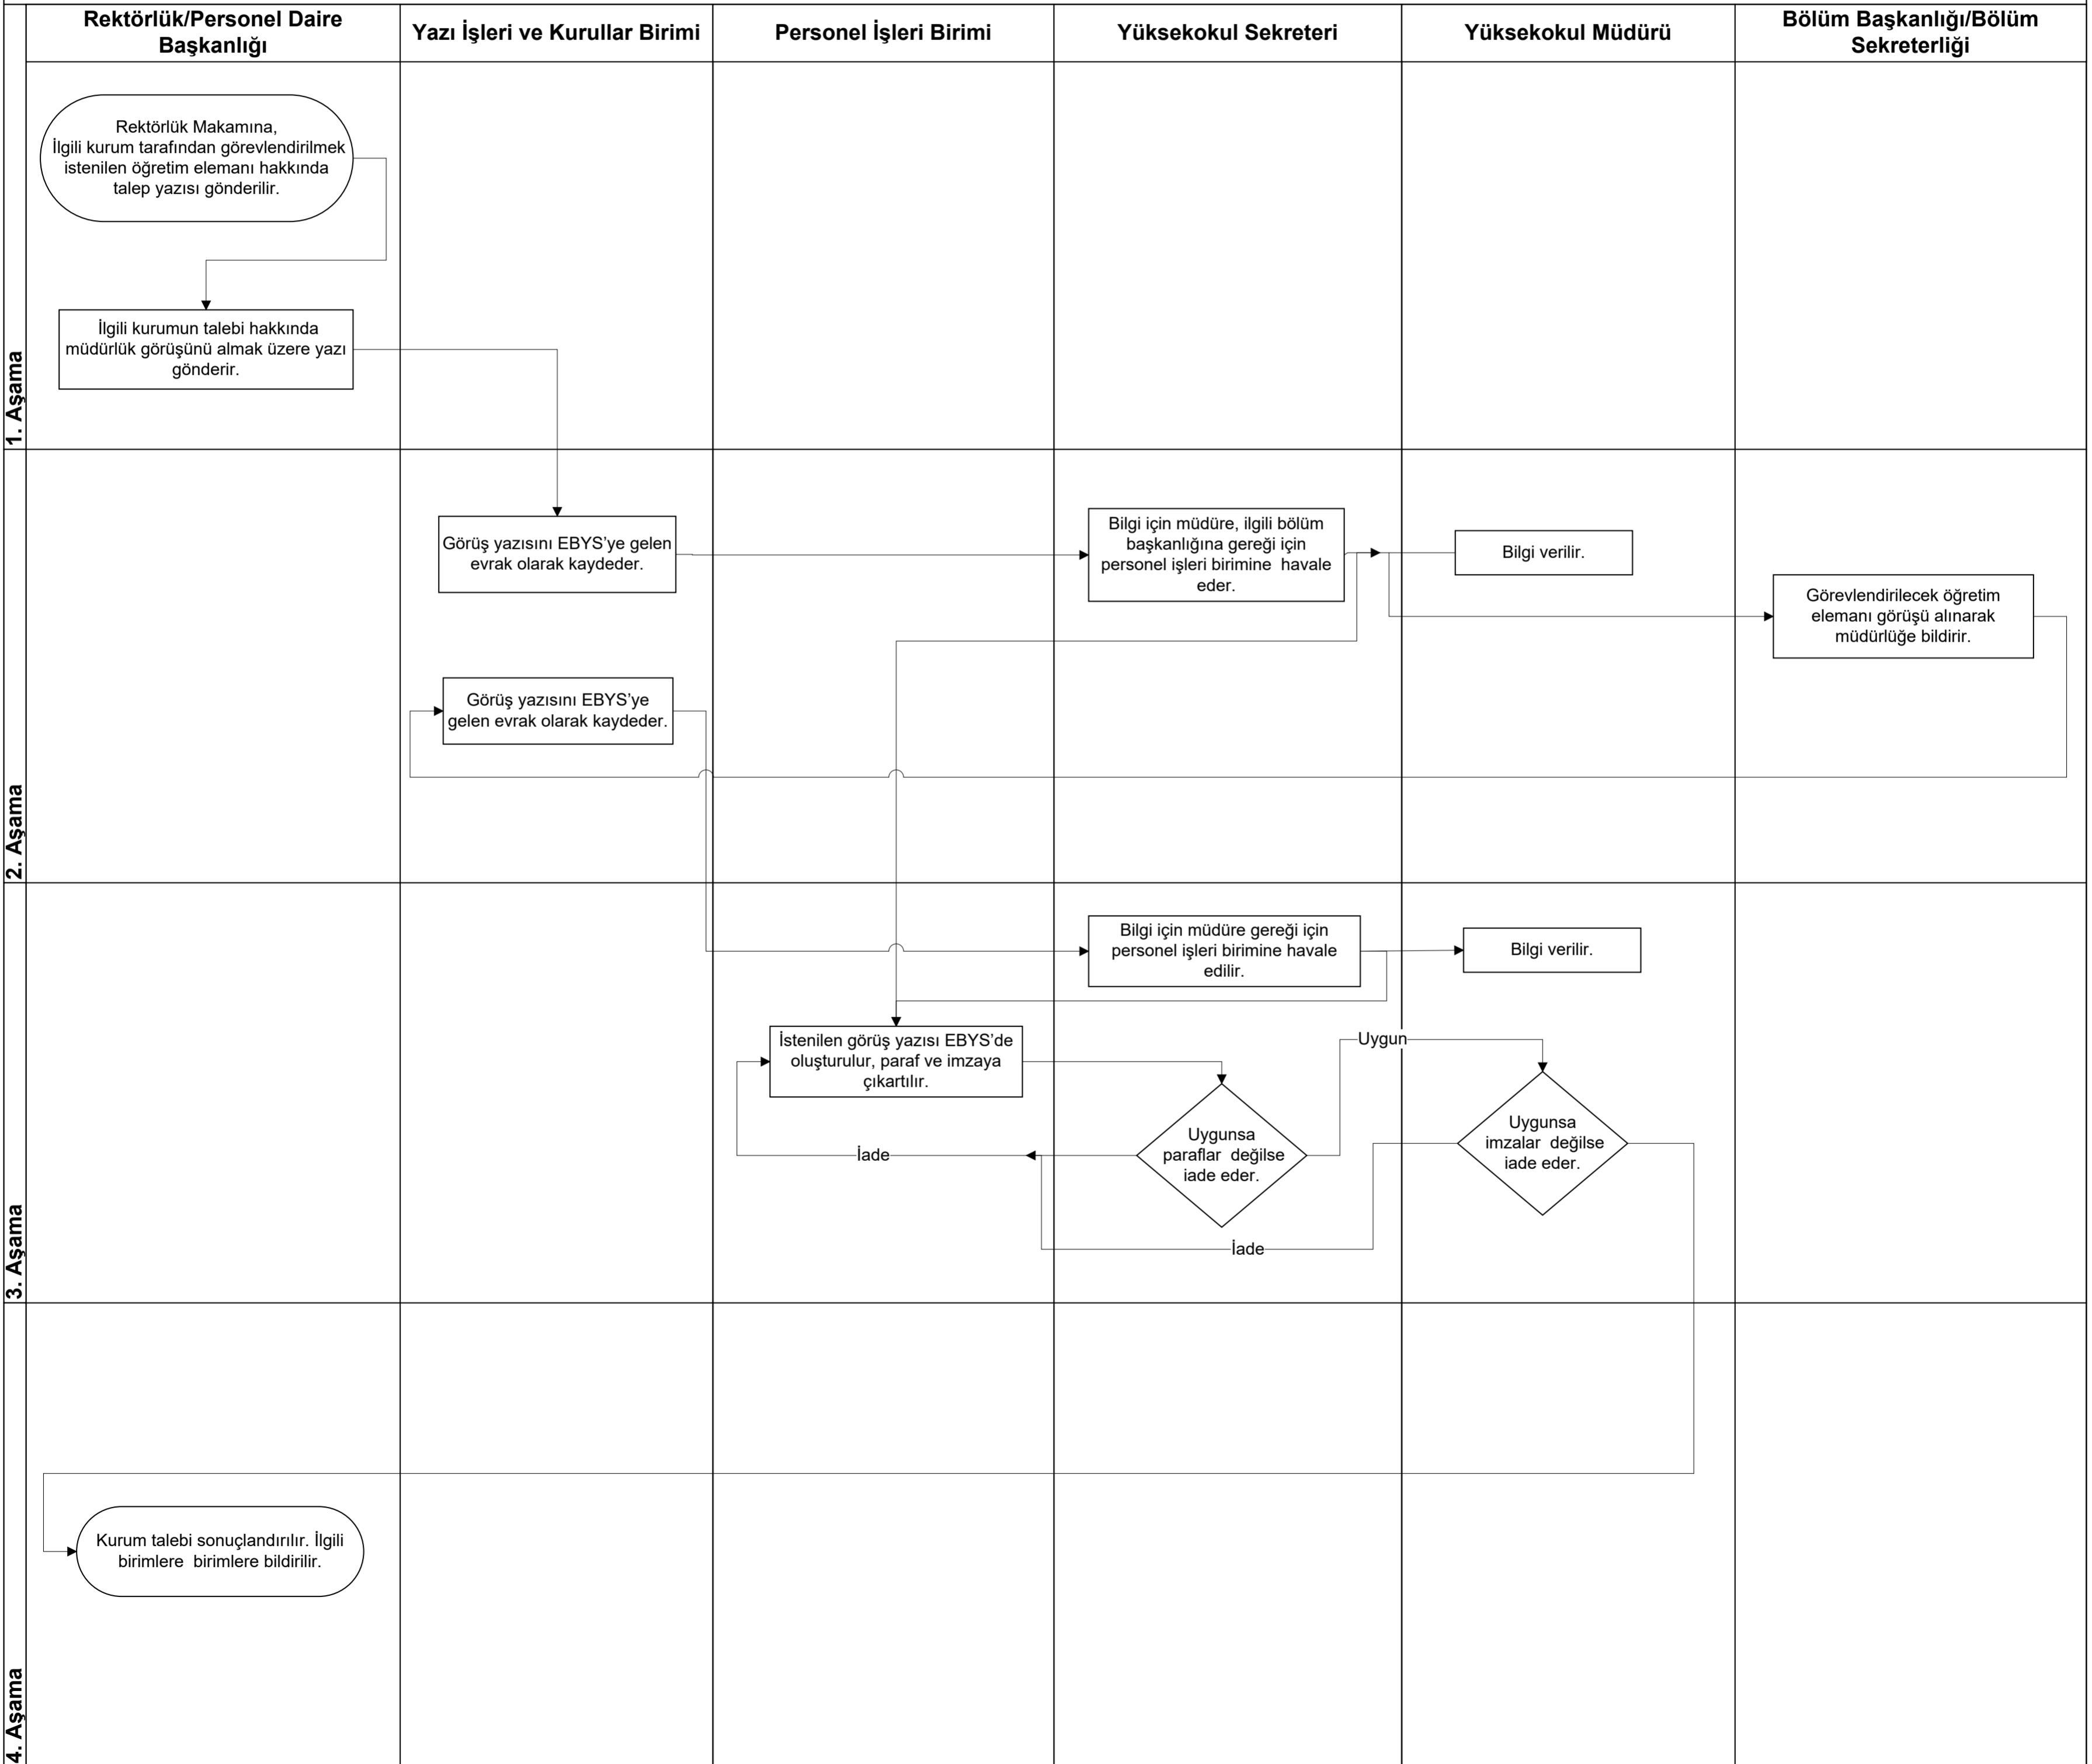 Rektörlük/Personel Daire
Başkanlığı
Yazı İşleri ve Kurullar Birimi
Personel İşleri Birimi
Yüksekokul Sekreteri
Yüksekokul Müdürü
Bölüm Başkanlığı/Bölüm
Sekreterliği
1. Aşama
Rektörlük Makamına,
İlgili kurum tarafından görevlendirilmek
istenilen öğretim elemanı hakkında
talep yazısı gönderilir.
İlgili kurumun talebi hakkında
müdürlük görüşünü almak üzere yazı
gönderir.
2. Aşama
Görüş yazısını EBYS’ye gelen
evrak olarak kaydeder.
Bilgi için müdüre, ilgili bölüm
başkanlığına gereği için
personel işleri birimine havale
eder.
Bilgi verilir.
Görevlendirilecek öğretim
elemanı görüşü alınarak
müdürlüğe bildirir.
Görüş yazısını EBYS’ye
gelen evrak olarak kaydeder.
3. Aşama
Bilgi için müdüre gereği için
personel işleri birimine havale
edilir.
Bilgi verilir.
İstenilen görüş yazısı EBYS’de
oluşturulur, paraf ve imzaya
çıkartılır.
Uygun
Uygunsa
paraflar değilse
iade eder.
Uygunsa
imzalar değilse
iade eder.
İade
İade
4. Aşama
Kurum talebi sonuçlandırılır. İlgili
birimlere birimlere bildirilir.